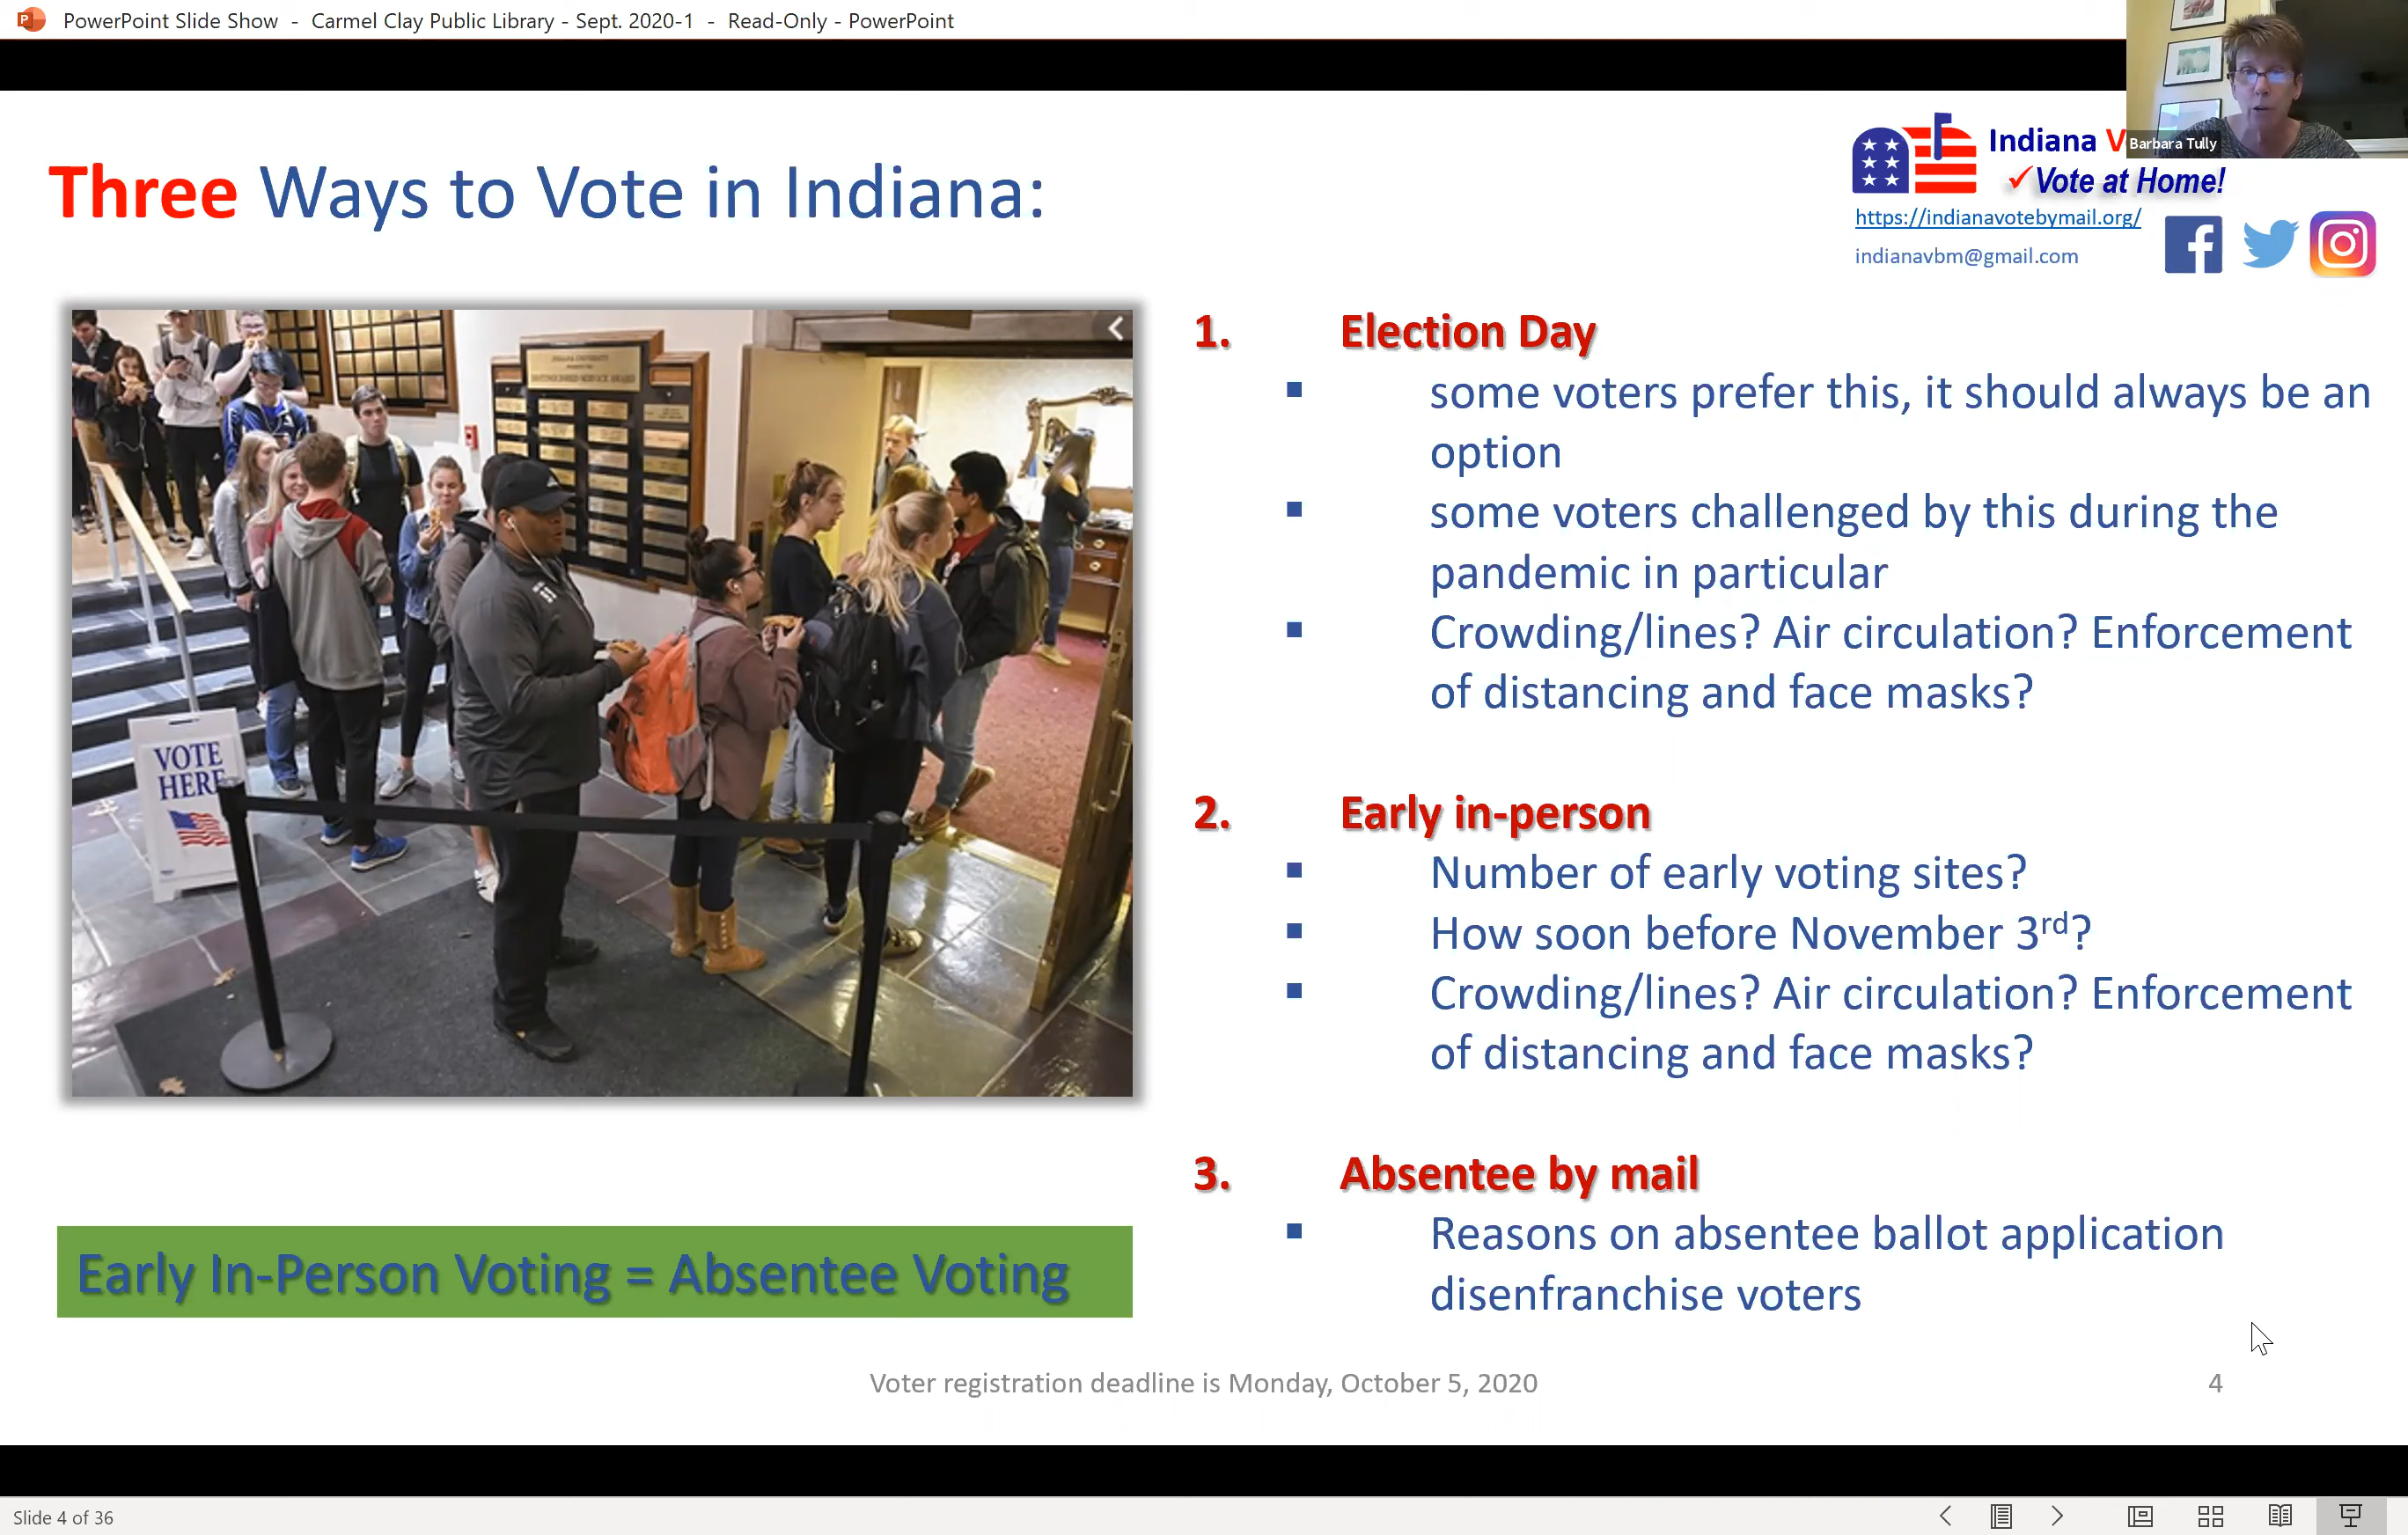 PowerPoint Slide Show - Carmel Clay Public Library - Sept. 2020-1 - Read-Only - PowerPoint
Barbara Tully
Three Ways to Vote in Indiana:
Indiana V
✓Vote at Home!
https://indianavotebymail.org/
indianavbm@gmail.com
INDIANA UNIVERSITY
DISTINGUISHED SERVICE AWARD
VOTE
HERE
1. Election Day
▪ some voters prefer this, it should always be an
option
▪ some voters challenged by this during the
pandemic in particular
▪ Crowding/lines? Air circulation? Enforcement
of distancing and face masks?
2. Early in-person
▪ Number of early voting sites?
▪ How soon before November 3rd?
▪ Crowding/lines? Air circulation? Enforcement
of distancing and face masks?
3. Absentee by mail
▪ Reasons on absentee ballot application
disenfranchise voters
Early In-Person Voting = Absentee Voting
Voter registration deadline is Monday, October 5, 2020
4
Slide 4 of 36